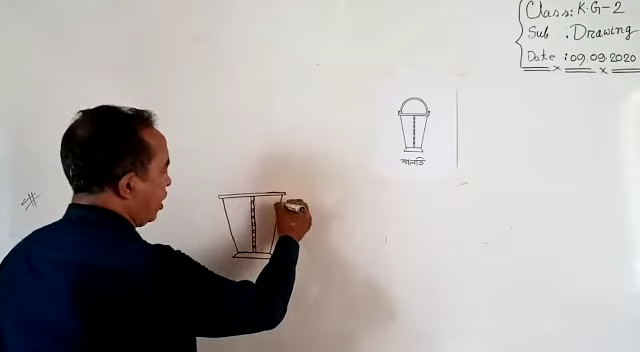 Class: K.G-2
Sub : Drawing
Date : 09.09.2020
বালতি